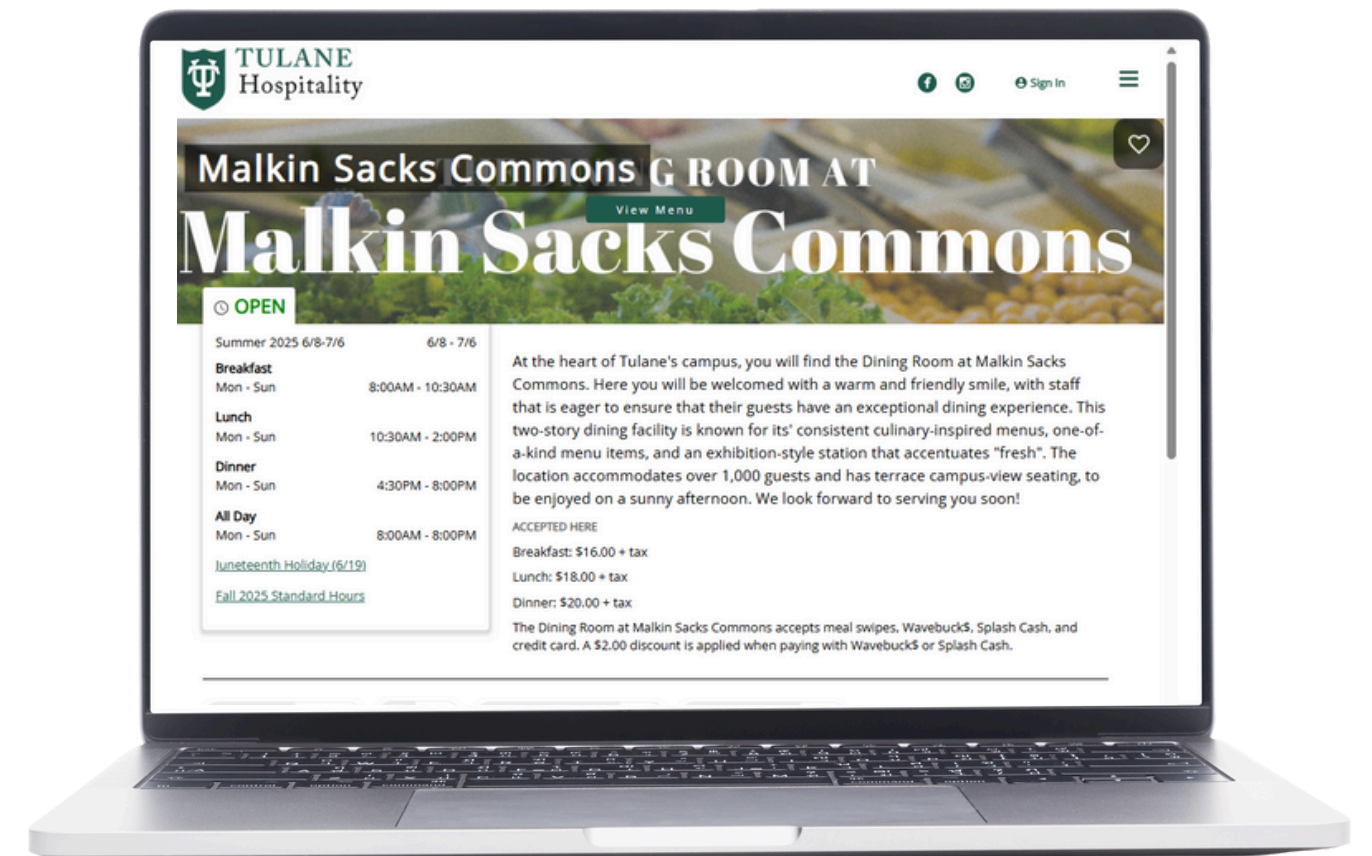 TULANE
Hospitality
Sign In
Malkin Sacks Commons
G ROOM AT
View Menu
Malkin Sacks Commons
OPEN
Summer 2025 6/8-7/6 6/8 - 7/6
Breakfast
Mon - Sun 8:00AM - 10:30AM
Lunch
Mon - Sun 10:30AM - 2:00PM
Dinner
Mon - Sun 4:30PM - 8:00PM
All Day
Mon - Sun 8:00AM - 8:00PM
Juneteenth Holiday (6/19)
Fall 2025 Standard Hours
At the heart of Tulane's campus, you will find the Dining Room at Malkin Sacks
Commons. Here you will be welcomed with a warm and friendly smile, with staff
that is eager to ensure that their guests have an exceptional dining experience. This
two-story dining facility is known for its' consistent culinary-inspired menus, one-of-
a-kind menu items, and an exhibition-style station that accentuates "fresh". The
location accommodates over 1,000 guests and has terrace campus-view seating, to
be enjoyed on a sunny afternoon. We look forward to serving you soon!
ACCEPTED HERE
Breakfast: $16.00 + tax
Lunch: $18.00 + tax
Dinner: $20.00 + tax
The Dining Room at Malkin Sacks Commons accepts meal swipes, Wavebuck$, Splash Cash, and
credit card. A $2.00 discount is applied when paying with Wavebuck$ or Splash Cash.
control option command command option